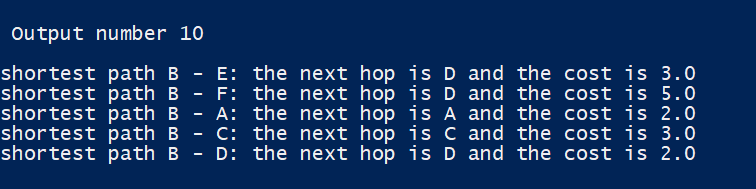 Output number 10
shortest path B - E: the next hop is D and the cost is 3.0
shortest path B - F: the next hop is D and the cost is 5.0
shortest path B - A: the next hop is A and the cost is 2.0
shortest path B - C: the next hop is C and the cost is 3.0
shortest path B - D: the next hop is D and the cost is 2.0